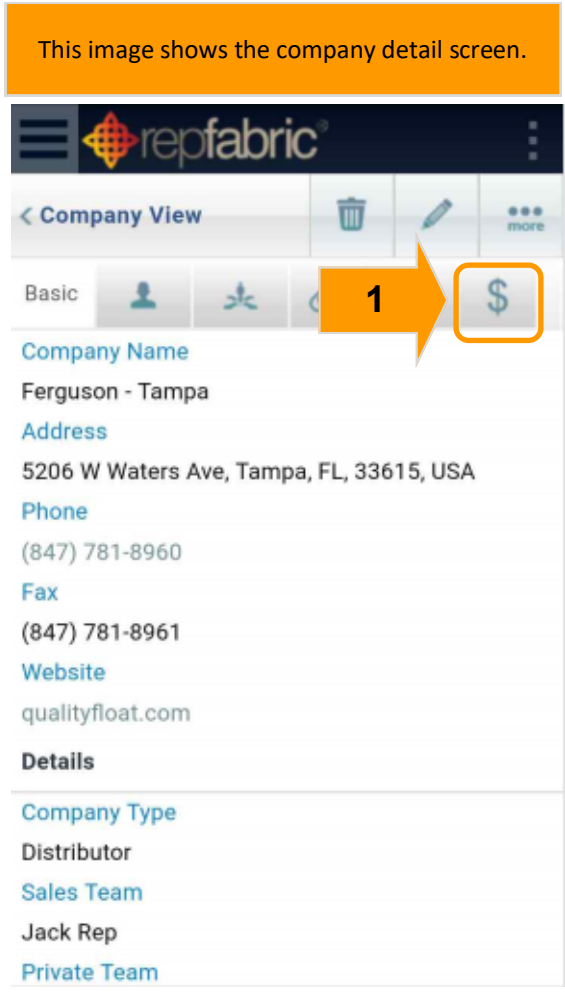 This image shows the company detail screen.
repfabric®
< Company View
more
Basic
1
$
Company Name
Ferguson - Tampa
Address
5206 W Waters Ave, Tampa, FL, 33615, USA
Phone
(847) 781-8960
Fax
(847) 781-8961
Website
qualityfloat.com
Details
Company Type
Distributor
Sales Team
Jack Rep
Private Team